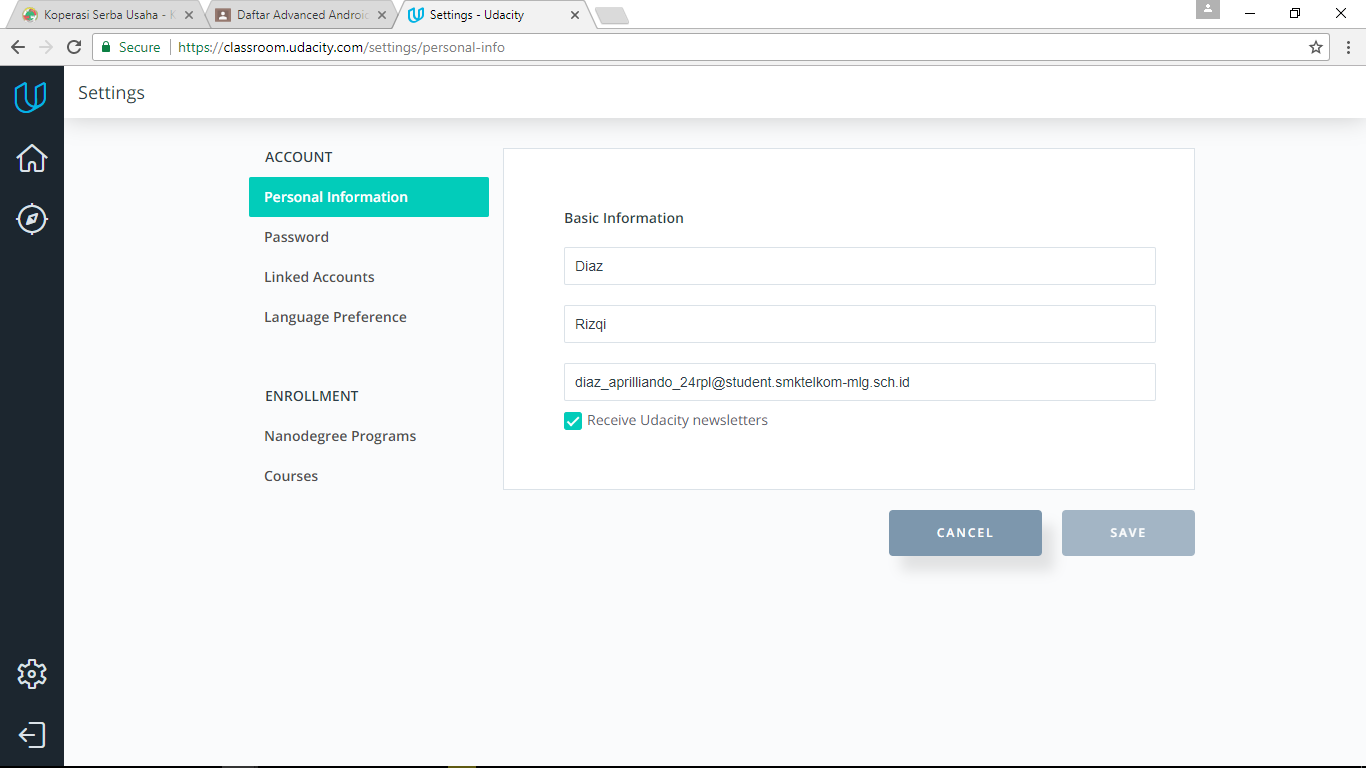 Koperasi Serba Usaha - K
Daftar Advanced Android
Settings - Udacity
Secure
https://classroom.udacity.com/settings/personal-info
Settings
ACCOUNT
Personal Information
Password
Linked Accounts
Language Preference
ENROLLMENT
Nanodegree Programs
Courses
Basic Information
Diaz
Rizqi
diaz_aprilliando_24rpl@student.smktelkom-mlg.sch.id
Receive Udacity newsletters
CANCEL
SAVE